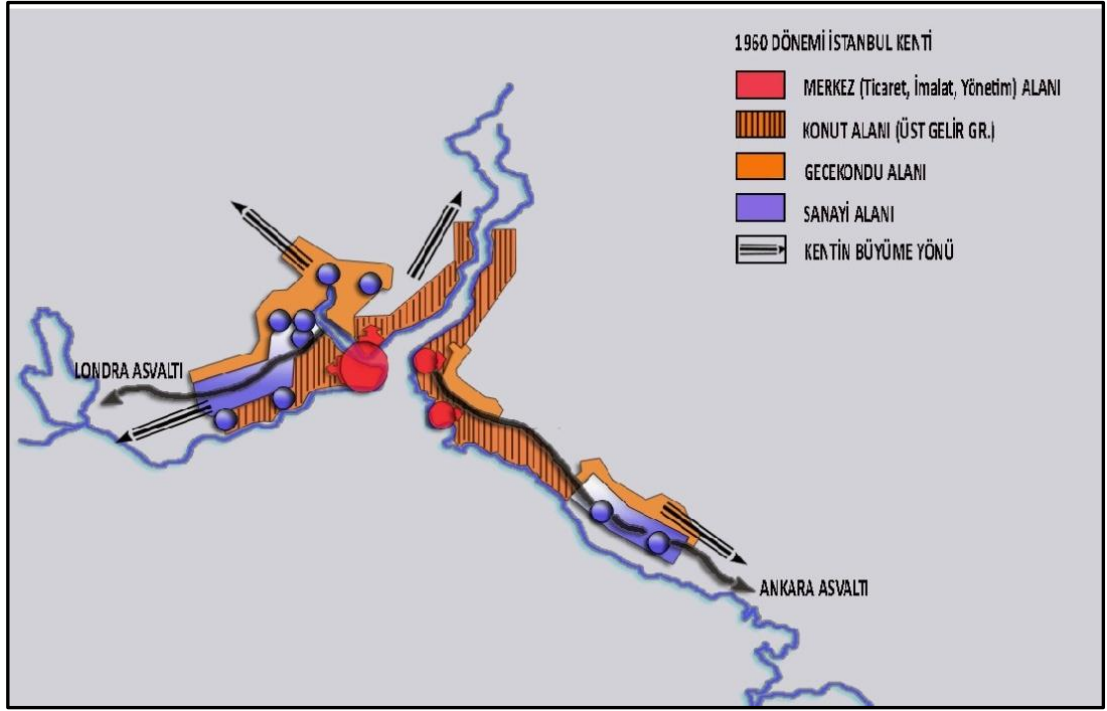 1960 DÖNEMİ İSTANBUL KENTİ
MERKEZ (Ticaret, İmalat, Yönetim) ALANI
KONUT ALANI (ÜST GELİR GR.)
GECEKONDU ALANI
SANAYİ ALANI
KENTİN BÜYÜME YÖNÜ
LONDRA ASVALTI
ANKARA ASVALTI